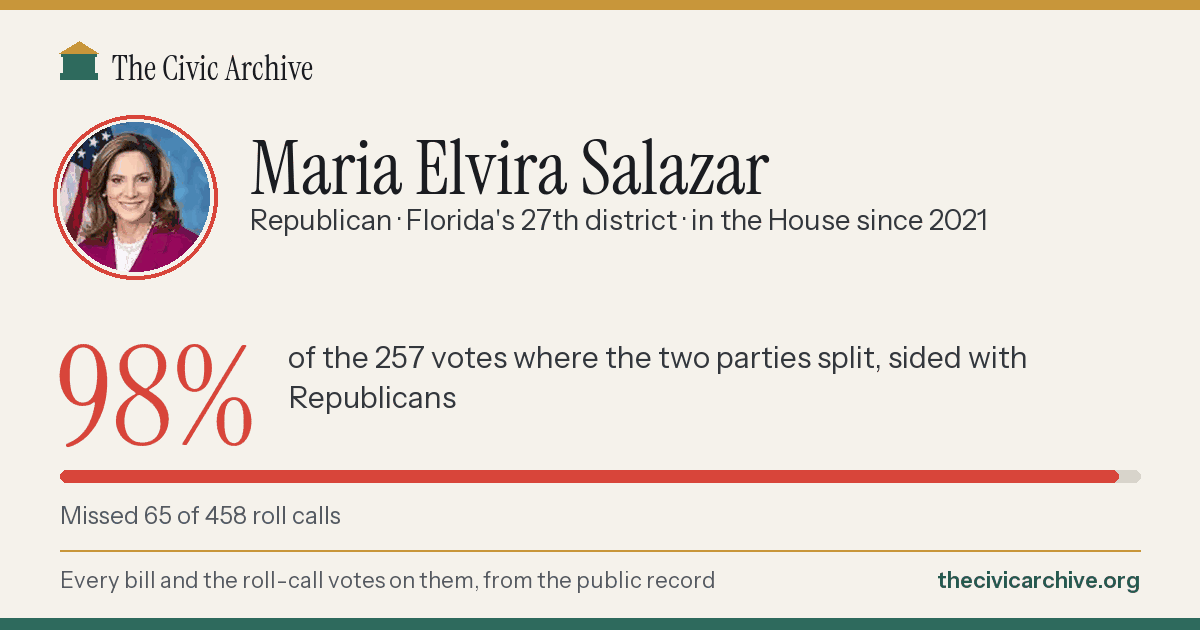 The Civic Archive
Maria Elvira Salazar
Republican · Florida's 27th district · in the House since 2021
98%
of the 257 votes where the two parties split, sided with
Republicans
Missed 65 of 458 roll calls
Every bill and the roll-call votes on them, from the public record
thecivicarchive.org